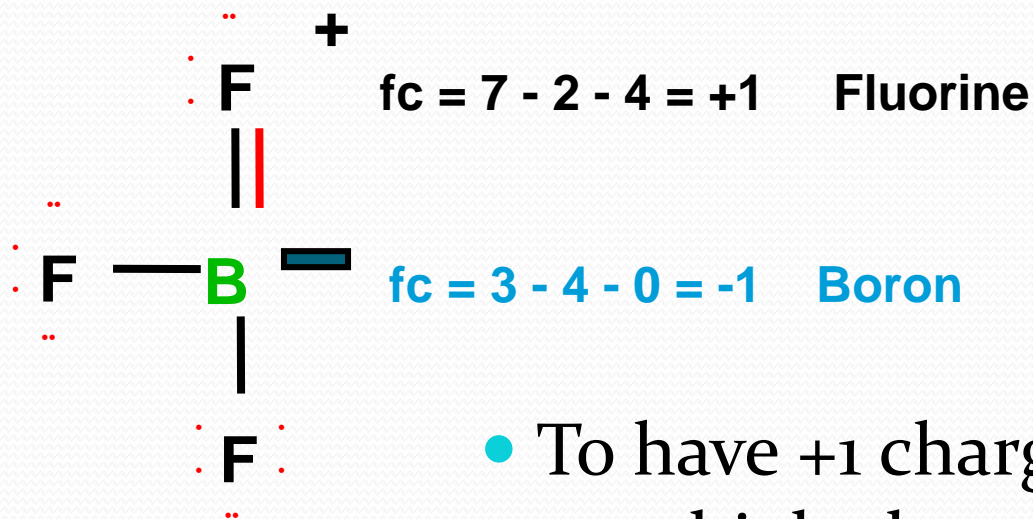 +
F fc = 7 - 2 - 4 = +1 Fluorine
F B fc = 3 - 4 - 0 = -1 Boron
F
• To have +1 charg